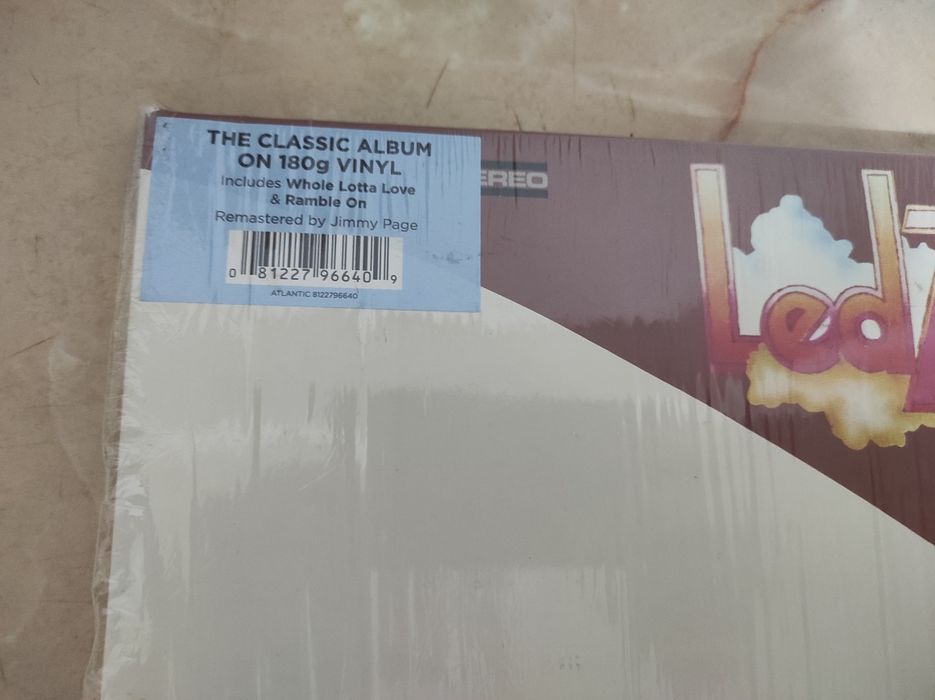 THE CLASSIC ALBUM
ON 180g VINYL
Includes Whole Lotta Love
& Ramble On
Remastered by Jimmy Page
0 81227 96640 9
ATLANTIC 8122796640
EREO
Led